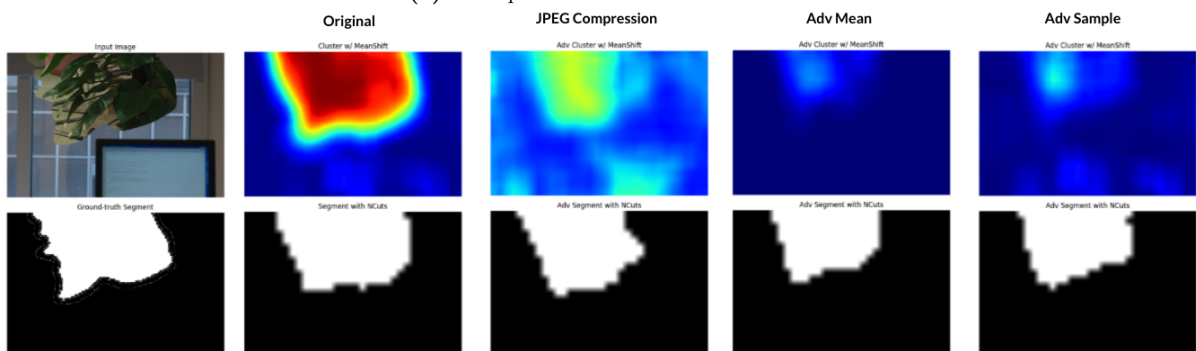 Original
JPEG Compression
Adv Mean
Adv Sample
Input Image
Cluster w/ MeanShift
Adv Cluster w/ MeanShift
Adv Cluster w/ MeanShift
Adv Cluster w/ MeanShift
Ground-truth Segment
Segment with NCuts
Adv Segment with NCuts
Adv Segment with NCuts
Adv Segment with NCuts